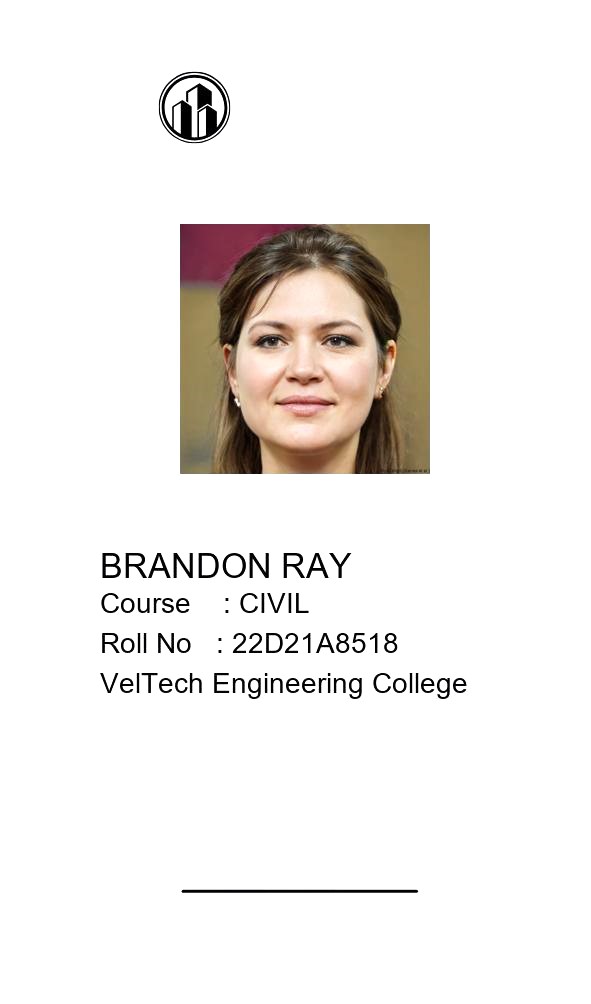 BRANDON RAY
Course : CIVIL
Roll No : 22D21A8518
VelTech Engineering College